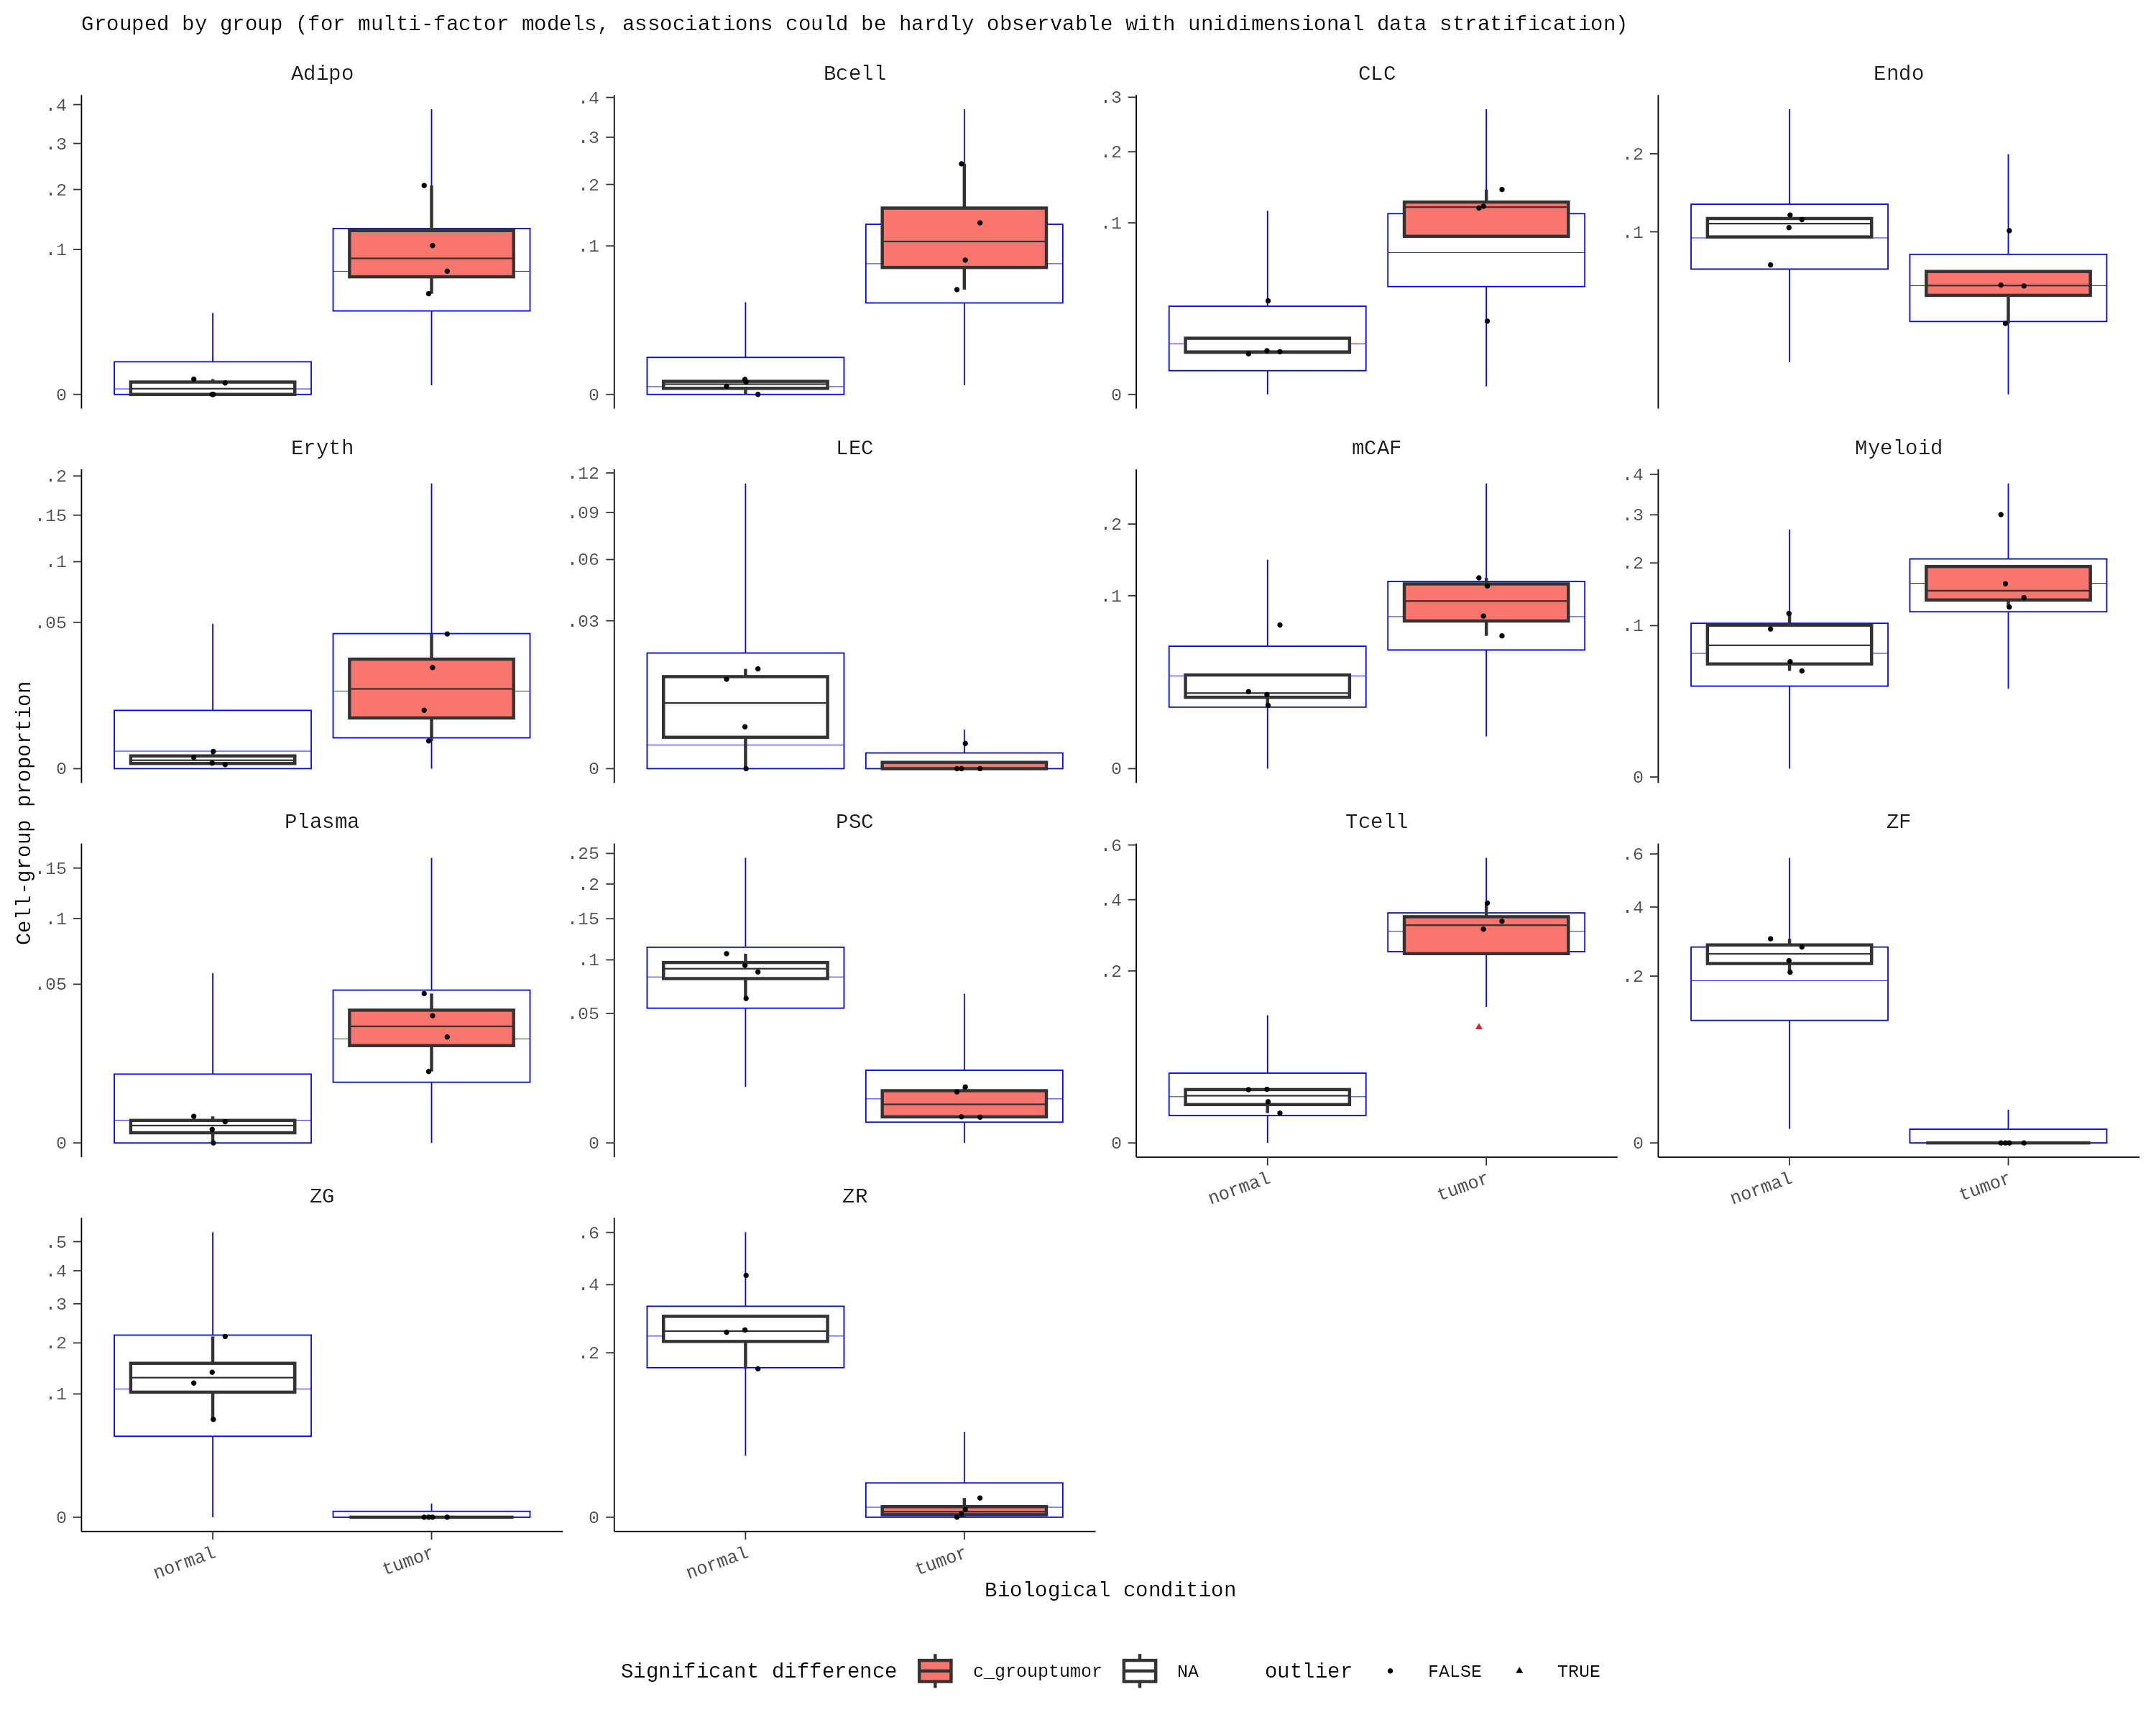 Grouped by group (for multi-factor models, associations could be hardly observable with unidimensional data stratification)
Adipo Bcell CLC Endo
.4 .3 .2 .1 0
.4 .3 .2 .1 0
.3 .2 .1 0
.2 .1
Eryth LEC mCAF Myeloid
.2 .15 .1 .05 0
.12 .09 .06 .03 0
.2 .1 0
.4 .3 .2 .1 0
Cell-group proportion
Plasma PSC Tcell ZF
.15 .1 .05 0
.25 .2 .15 .1 .05 0
.6 .4 .2 0
.6 .4 .2 0
normal tumor normal tumor
ZG ZR
.5 .4 .3 .2 .1 0
.6 .4 .2 0
normal tumor normal tumor
Biological condition
Significant difference c_grouptumor NA outlier FALSE TRUE